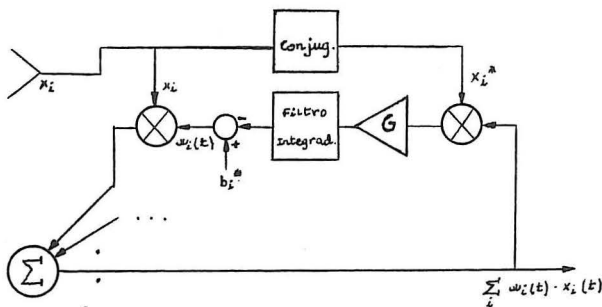 Conjug.
x_i
x_i
x_i*
Filtro
Integrad.
G
-
+
w_i(t)
b_i*
. . .
Σ
Σ_i w_i(t) · x_i(t)